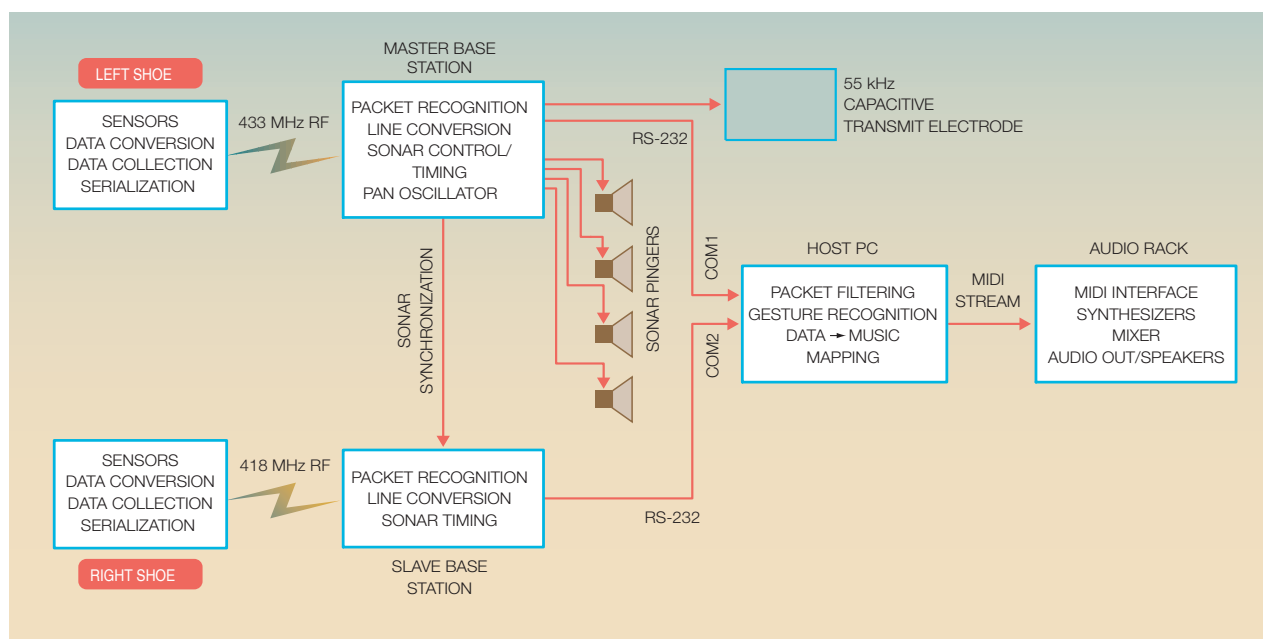 LEFT SHOE
SENSORS
DATA CONVERSION
DATA COLLECTION
SERIALIZATION
433 MHz RF
MASTER BASE
STATION
PACKET RECOGNITION
LINE CONVERSION
SONAR CONTROL/
TIMING
PAN OSCILLATOR
55 kHz
CAPACITIVE
TRANSMIT ELECTRODE
RS-232
SONAR PINGERS
COM1
SONAR
SYNCHRONIZATION
HOST PC
PACKET FILTERING
GESTURE RECOGNITION
DATA → MUSIC
MAPPING
MIDI
STREAM
AUDIO RACK
MIDI INTERFACE
SYNTHESIZERS
MIXER
AUDIO OUT/SPEAKERS
COM2
SENSORS
DATA CONVERSION
DATA COLLECTION
SERIALIZATION
RIGHT SHOE
418 MHz RF
PACKET RECOGNITION
LINE CONVERSION
SONAR TIMING
SLAVE BASE
STATION
RS-232